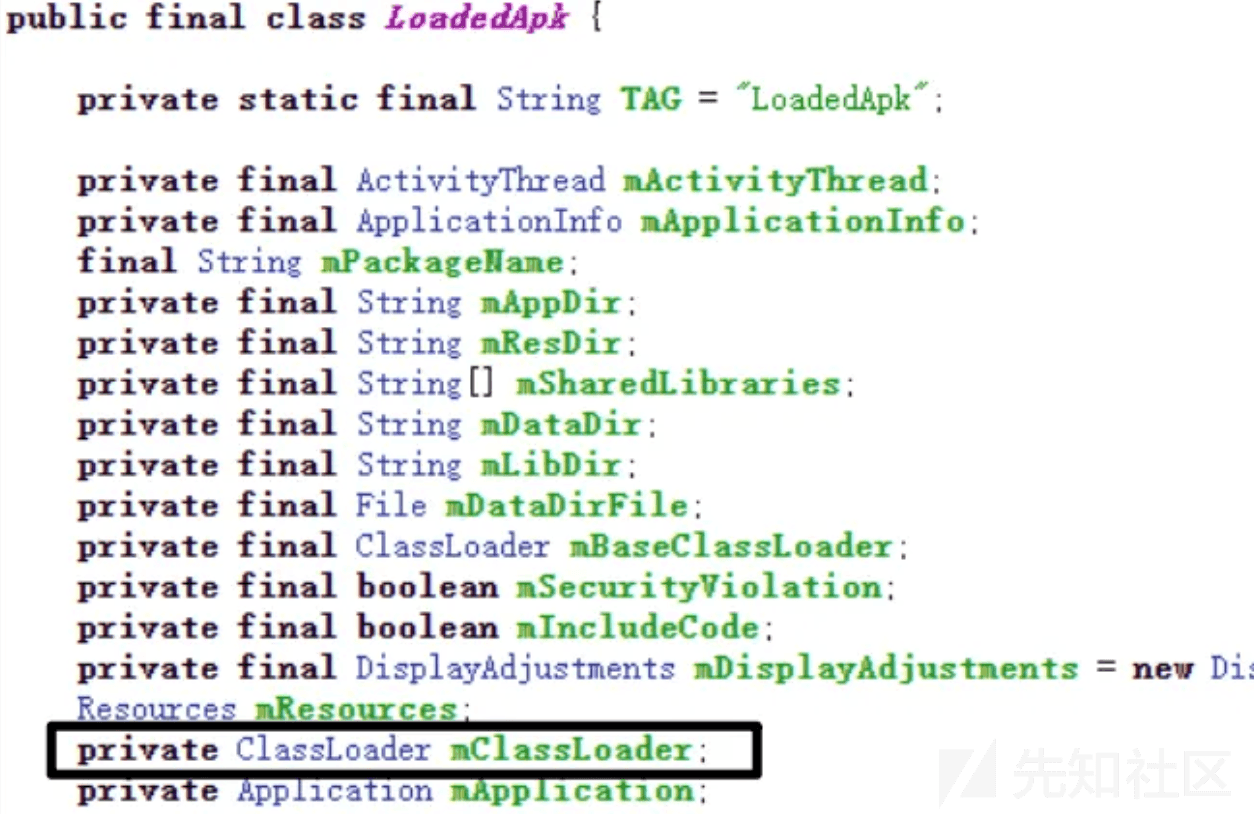 public final class LoadedApk {
private static final String TAG = "LoadedApk";
private final ActivityThread mActivityThread;
private final ApplicationInfo mApplicationInfo;
final String mPackageName;
private final String mAppDir;
private final String mResDir;
private final String[] mSharedLibraries;
private final String mDataDir;
private final String mLibDir;
private final File mDataDirFile;
private final ClassLoader mBaseClassLoader;
private final boolean mSecurityViolation;
private final boolean mIncludeCode;
private final DisplayAdjustments mDisplayAdjustments = new Dis
Resources mResources;
private ClassLoader mClassLoader;
private Application mApplication;
先知社区